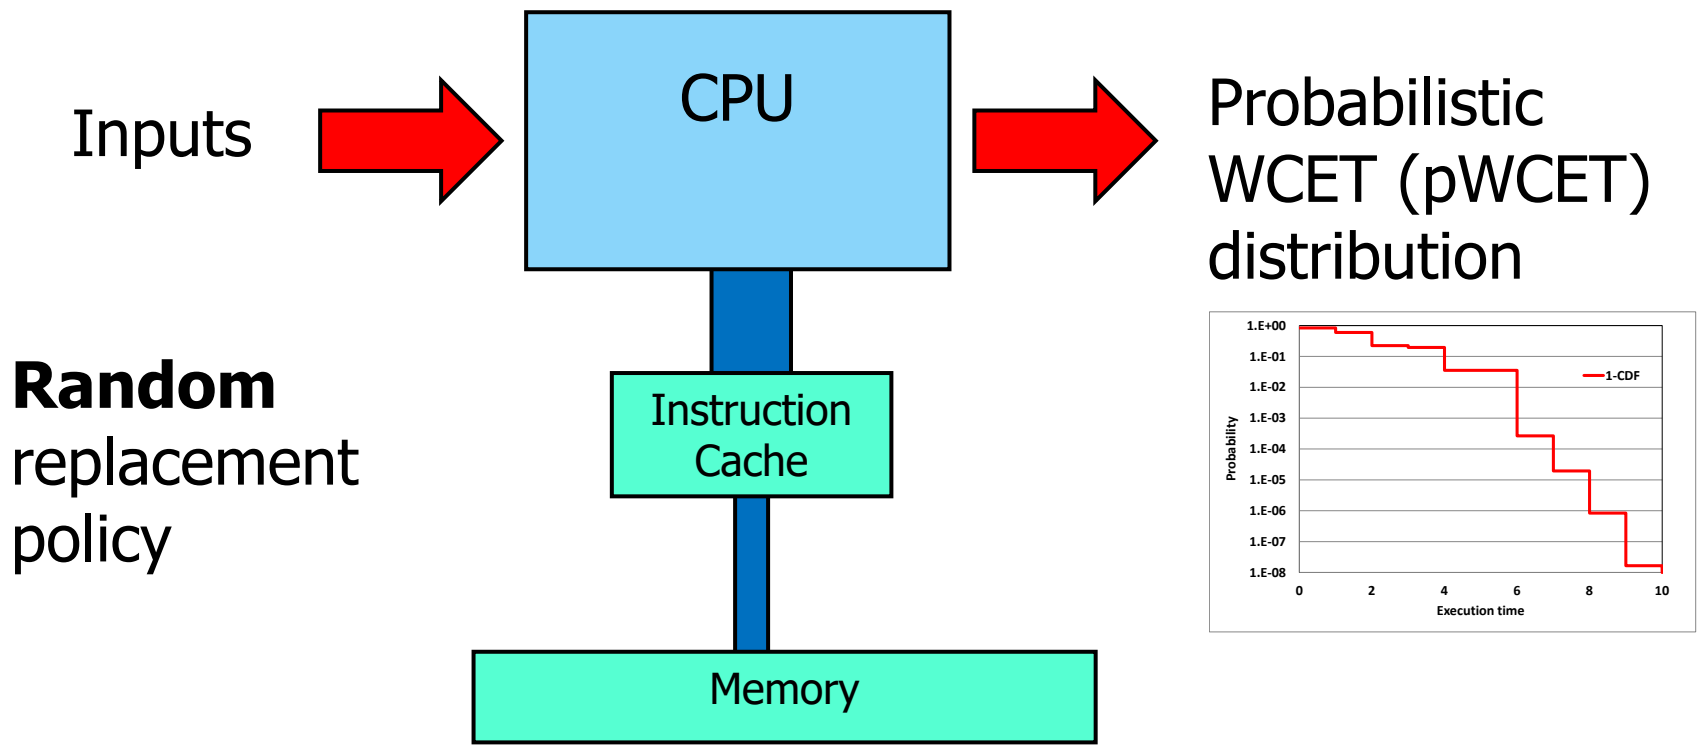 Inputs
CPU
Probabilistic
WCET (pWCET)
distribution
Random
replacement
policy
Instruction
Cache
Memory
1.E+00
1.E-01
1.E-02
1.E-03
1.E-04
1.E-05
1.E-06
1.E-07
1.E-08
Probability
1-CDF
0 2 4 6 8 10
Execution time